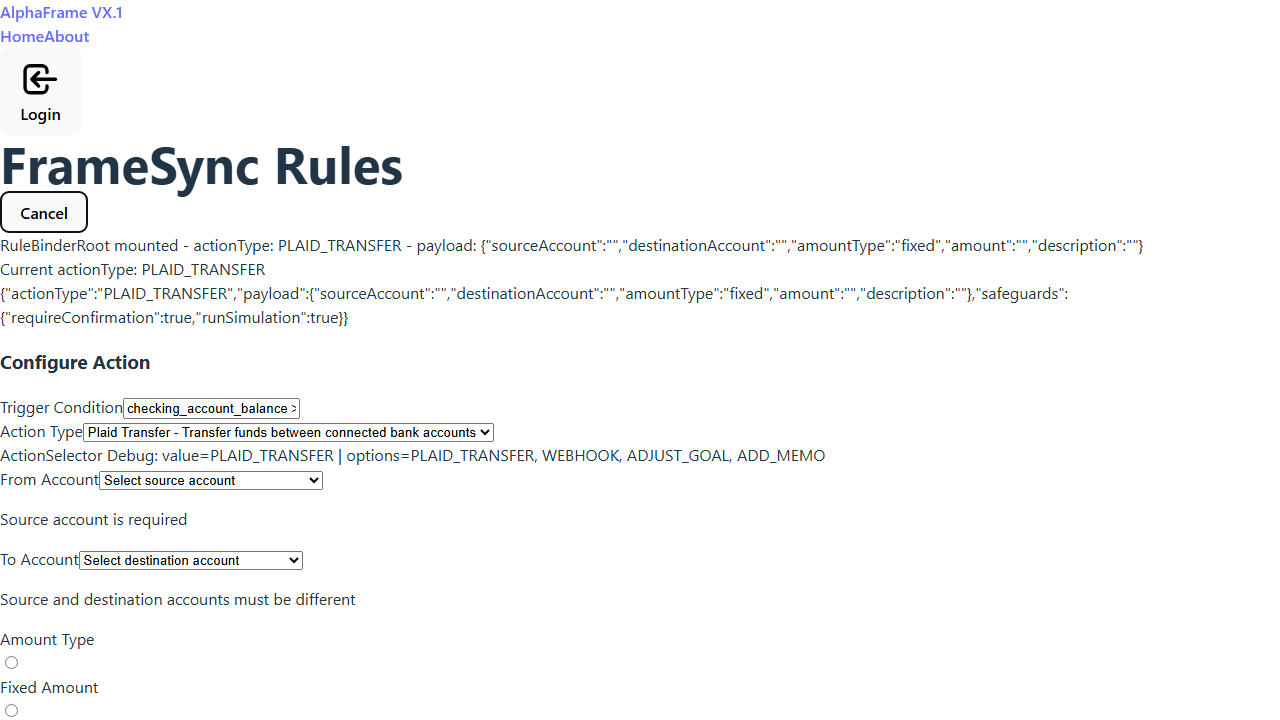 AlphaFrame VX.1
HomeAbout
Login
FrameSync Rules
Cancel
RuleBinderRoot mounted - actionType: PLAID_TRANSFER - payload: {"sourceAccount":"","destinationAccount":"","amountType":"fixed","amount":"","description":""}
Current actionType: PLAID_TRANSFER
{"actionType":"PLAID_TRANSFER","payload":{"sourceAccount":"","destinationAccount":"","amountType":"fixed","amount":"","description":""},"safeguards":
{"requireConfirmation":true,"runSimulation":true}}
Configure Action
Trigger Condition checking_account_balance >
Action Type Plaid Transfer - Transfer funds between connected bank accounts
ActionSelector Debug: value=PLAID_TRANSFER | options=PLAID_TRANSFER, WEBHOOK, ADJUST_GOAL, ADD_MEMO
From Account Select source account
Source account is required
To Account Select destination account
Source and destination accounts must be different
Amount Type
Fixed Amount